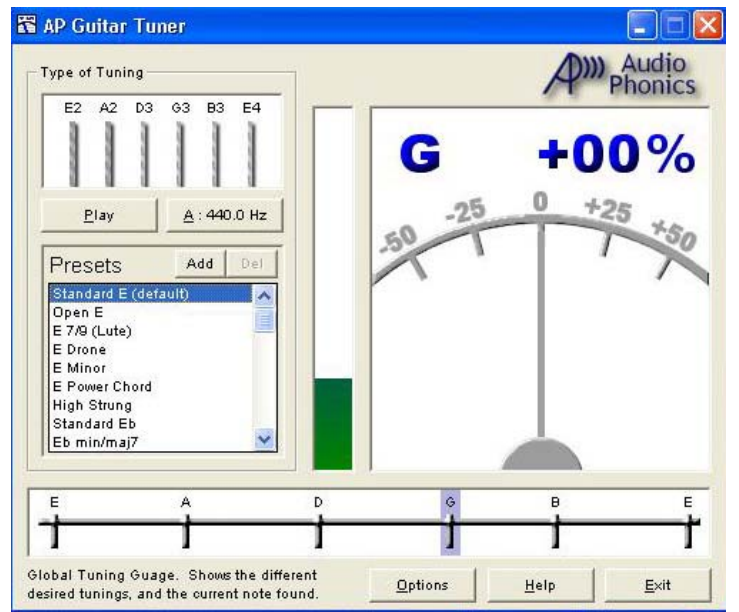 AP Guitar Tuner
Type of Tuning
E2 A2 D3 G3 B3 E4
Play
A : 440.0 Hz
Presets
Add
Del
Standard E (default)
Open E
E 7/9 (Lute)
E Drone
E Minor
E Power Chord
High Strung
Standard Eb
Eb min/maj7
Audio
Phonics
G +00%
-50 -25 0 +25 +50
E A D G B E
Global Tuning Guage. Shows the different
desired tunings, and the current note found.
Options
Help
Exit